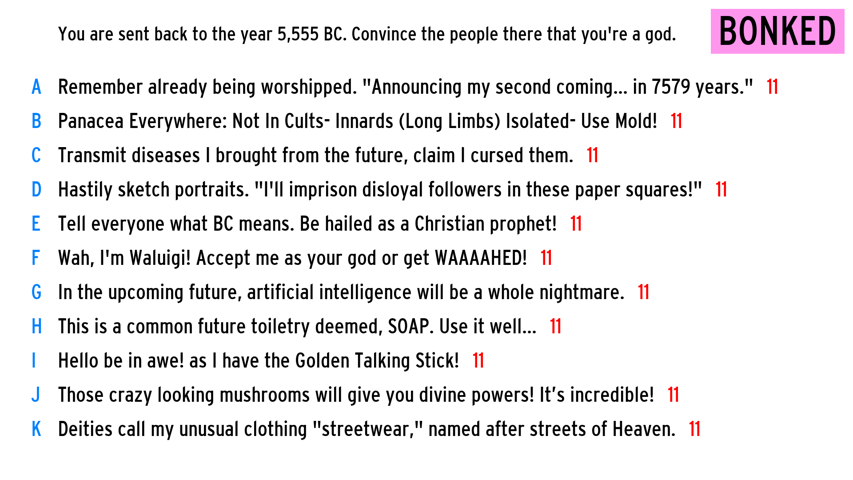 You are sent back to the year 5,555 BC. Convince the people there that you're a god.
BONKED
A Remember already being worshipped. "Announcing my second coming... in 7579 years." 11
B Panacea Everywhere: Not In Cults- Innards (Long Limbs) Isolated- Use Mold! 11
C Transmit diseases I brought from the future, claim I cursed them. 11
D Hastily sketch portraits. "I'll imprison disloyal followers in these paper squares!" 11
E Tell everyone what BC means. Be hailed as a Christian prophet! 11
F Wah, I'm Waluigi! Accept me as your god or get WAAAAHED! 11
G In the upcoming future, artificial intelligence will be a whole nightmare. 11
H This is a common future toiletry deemed, SOAP. Use it well... 11
I Hello be in awe! as I have the Golden Talking Stick! 11
J Those crazy looking mushrooms will give you divine powers! It’s incredible! 11
K Deities call my unusual clothing "streetwear," named after streets of Heaven. 11